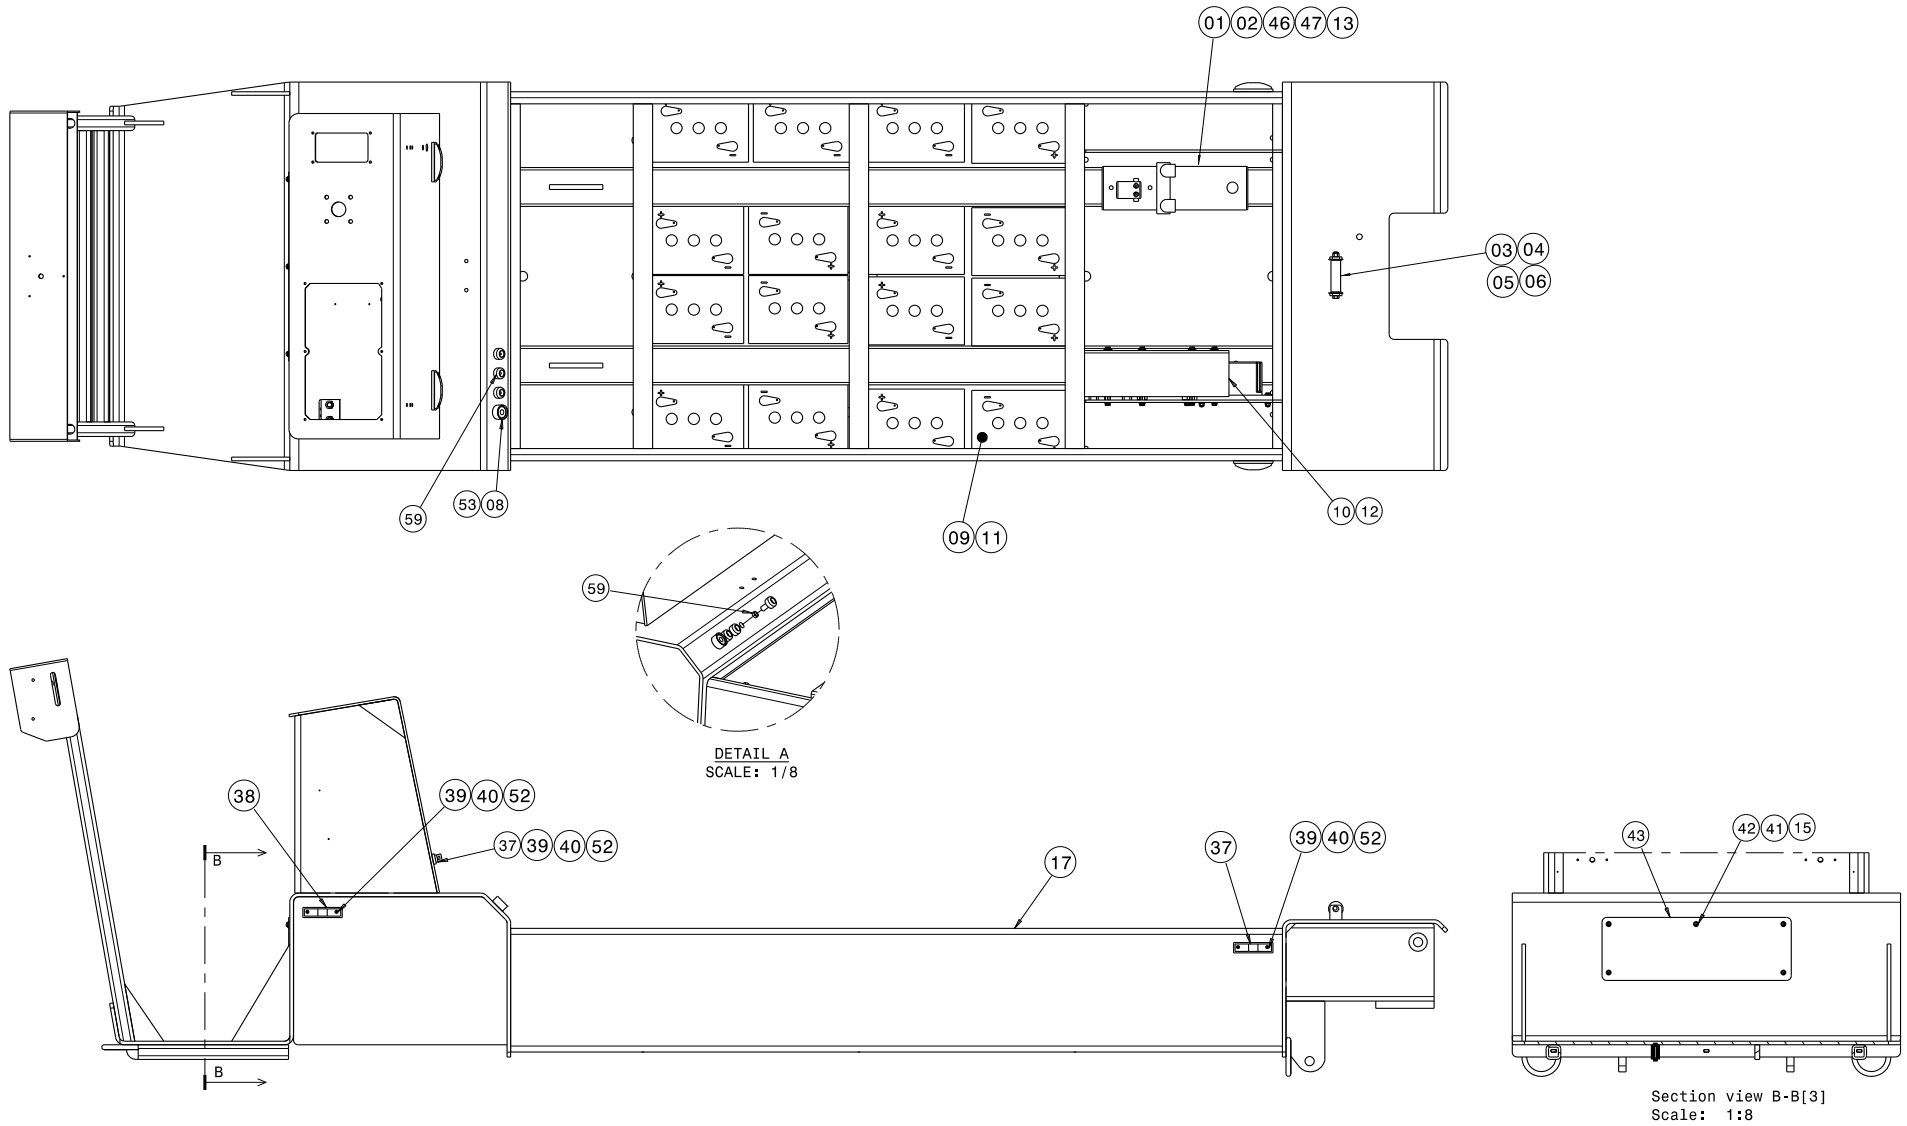 01 02 46 47 13
03 04
05 06
59
53 08
10 12
09 11
59
DETAIL A
SCALE: 1/8
38
39 40 52
37 39 40 52
B
B
17
37
39 40 52
43
42 41 15
Section view B-B[3]
Scale: 1:8